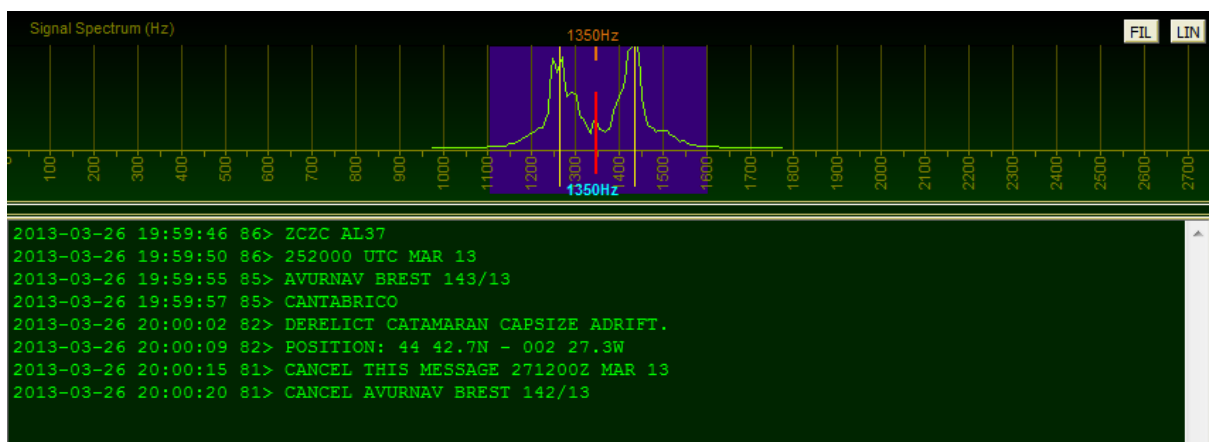 Signal Spectrum (Hz)
1350Hz
FIL LIN
100 200 300 400 500 600 700 800 900 1000 1100 1200 1300 1400 1500 1600 1700 1800 1900 2000 2100 2200 2300 2400 2500 2600 2700
1350Hz
2013-03-26 19:59:46 86> ZCZC AL37
2013-03-26 19:59:50 86> 252000 UTC MAR 13
2013-03-26 19:59:55 85> AVURNAV BREST 143/13
2013-03-26 19:59:57 85> CANTABRICO
2013-03-26 20:00:02 82> DERELICT CATAMARAN CAPSIZE ADRIFT.
2013-03-26 20:00:09 82> POSITION: 44 42.7N - 002 27.3W
2013-03-26 20:00:15 81> CANCEL THIS MESSAGE 271200Z MAR 13
2013-03-26 20:00:20 81> CANCEL AVURNAV BREST 142/13